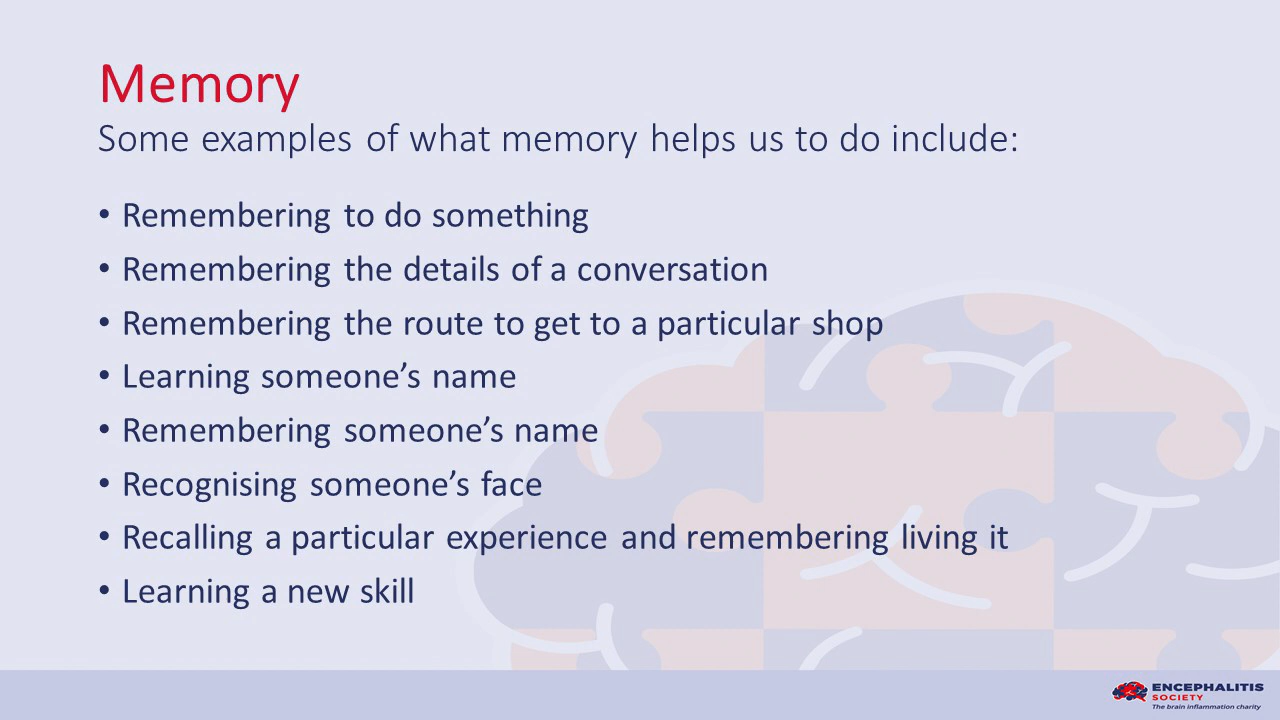 Memory
Some examples of what memory helps us to do include:
• Remembering to do something
• Remembering the details of a conversation
• Remembering the route to get to a particular shop
• Learning someone’s name
• Remembering someone’s name
• Recognising someone’s face
• Recalling a particular experience and remembering living it
• Learning a new skill
ENCEPHALITIS
SOCIETY
The brain inflammation charity